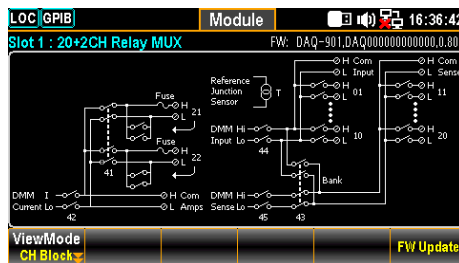 LOC GPIB Module 16:36:42
Slot 1 : 20+2CH Relay MUX FW: DAQ-901,DAQ000000000000,0.80
H Com H Com
L Input L Sense
Reference
Junction
Sensor
T
H 01 H 11
L L
Fuse
H 21
L
DMM Hi
Input Lo
44
H 10 H 20
L L
Fuse
H 22
L
41
Bank
DMM I
Current Lo
42
H Com
L Amps
DMM Hi
Sense Lo
45 43
ViewMode
CH Block
FW Update